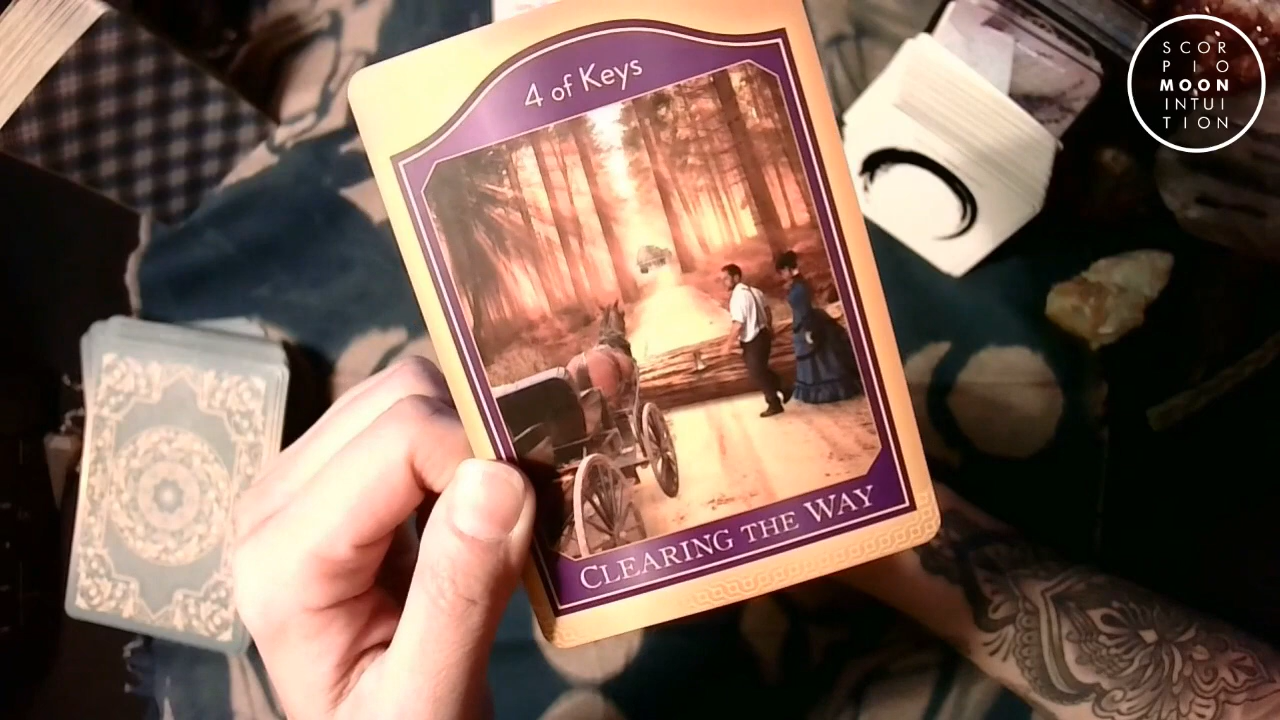 4 of Keys
CLEARING THE WAY
SCOR
PIO
MOON
INTUI
TION